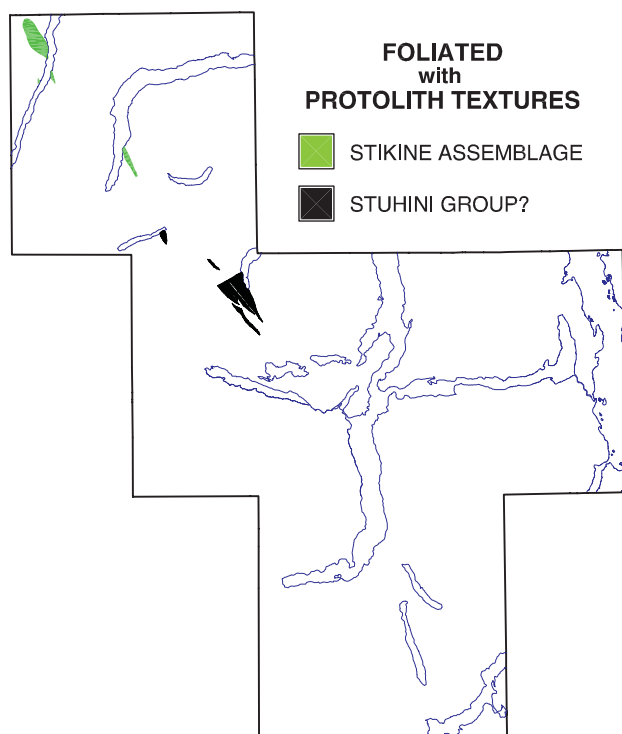 FOLIATED
with
PROTOLITH TEXTURES
STIKINE ASSEMBLAGE
STUHINI GROUP?